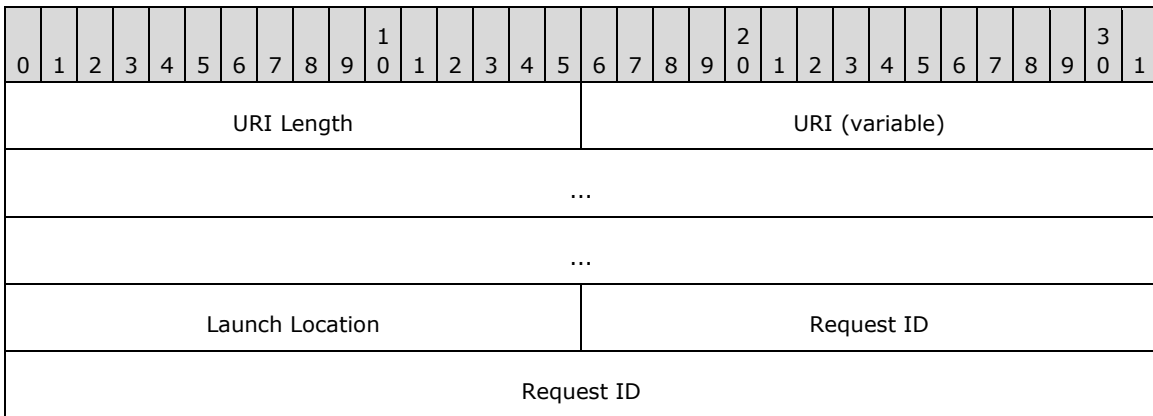 1 2 3
0 1 2 3 4 5 6 7 8 9 0 1 2 3 4 5 6 7 8 9 0 1 2 3 4 5 6 7 8 9 0 1
URI Length URI (variable)
...
...
Launch Location Request ID
Request ID